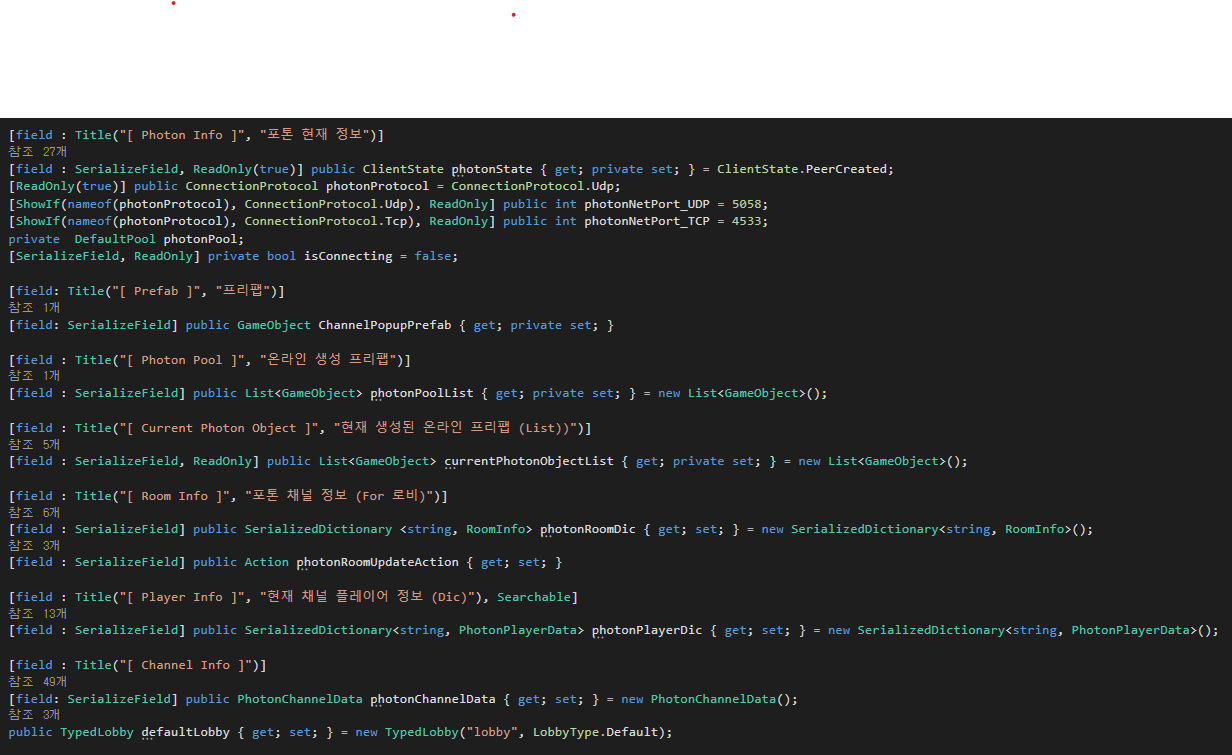 [field : Title("[ Photon Info ]", "포톤 현재 정보")]
참조 27개
[field : SerializeField, ReadOnly(true)] public ClientState photonState { get; private set; } = ClientState.PeerCreated;
[ReadOnly(true)] public ConnectionProtocol photonProtocol = ConnectionProtocol.Udp;
[ShowIf(nameof(photonProtocol), ConnectionProtocol.Udp), ReadOnly] public int photonNetPort_UDP = 5058;
[ShowIf(nameof(photonProtocol), ConnectionProtocol.Tcp), ReadOnly] public int photonNetPort_TCP = 4533;
private  DefaultPool photonPool;
[SerializeField, ReadOnly] private bool isConnecting = false;
[field: Title("[ Prefab ]", "프리팹")]
참조 1개
[field: SerializeField] public GameObject ChannelPopupPrefab { get; private set; }
[field : Title("[ Photon Pool ]", "온라인 생성 프리팹")]
참조 1개
[field : SerializeField] public List<GameObject> photonPoolList { get; private set; } = new List<GameObject>();
[field : Title("[ Current Photon Object ]", "현재 생성된 온라인 프리팹 (List))")]
참조 5개
[field : SerializeField, ReadOnly] public List<GameObject> currentPhotonObjectList { get; private set; } = new List<GameObject>();
[field : Title("[ Room Info ]", "포톤 채널 정보 (For 로비)")]
참조 6개
[field : SerializeField] public SerializedDictionary <string, RoomInfo> photonRoomDic { get; set; } = new SerializedDictionary<string, RoomInfo>();
참조 3개
[field : SerializeField] public Action photonRoomUpdateAction { get; set; }
[field : Title("[ Player Info ]", "현재 채널 플레이어 정보 (Dic)"), Searchable]
참조 13개
[field : SerializeField] public SerializedDictionary<string, PhotonPlayerData> photonPlayerDic { get; set; } = new SerializedDictionary<string, PhotonPlayerData>();
[field : Title("[ Channel Info ]")]
참조 49개
[field: SerializeField] public PhotonChannelData photonChannelData { get; set; } = new PhotonChannelData();
참조 3개
public TypedLobby defaultLobby { get; set; } = new TypedLobby("lobby", LobbyType.Default);